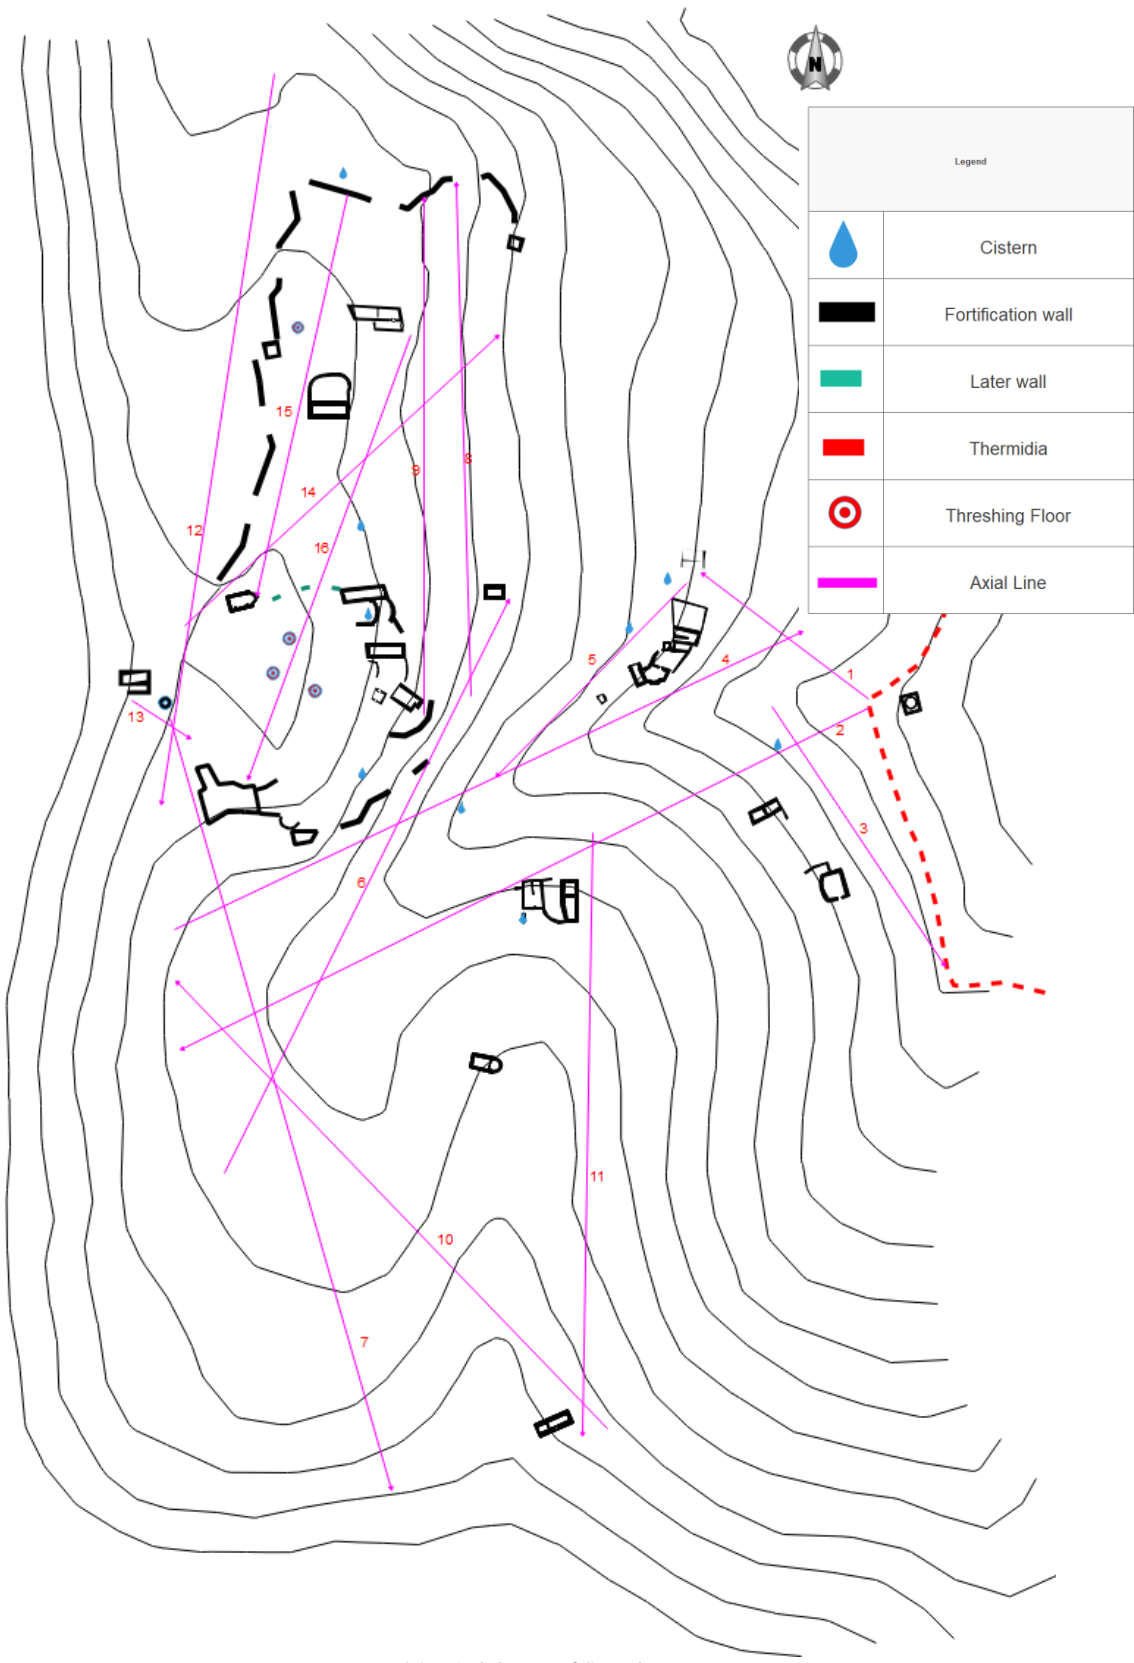 N
Legend
Cistern
Fortification wall
Later wall
Thermidia
Threshing Floor
Axial Line
15
9
8
14
12
16
5
4
1
13
2
3
6
11
10
7